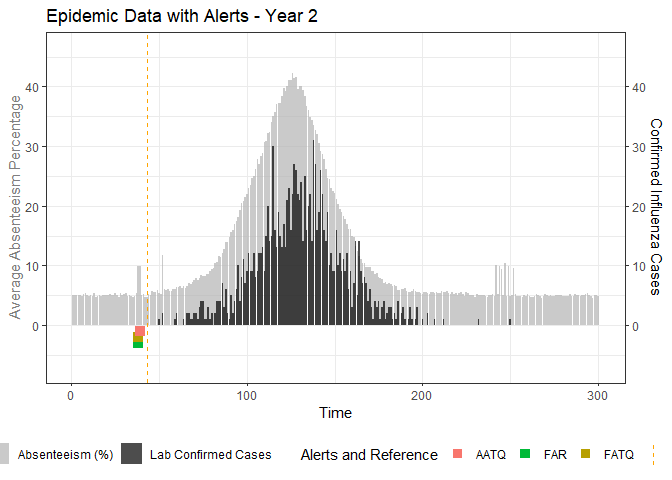 Epidemic Data with Alerts - Year 2
Average Absenteeism Percentage
40
30
20
10
0
40
30
20
10
0
Confirmed Influenza Cases
0
100
200
300
Time
Absenteeism (%)
Lab Confirmed Cases
Alerts and Reference
AATQ
FAR
FATQ